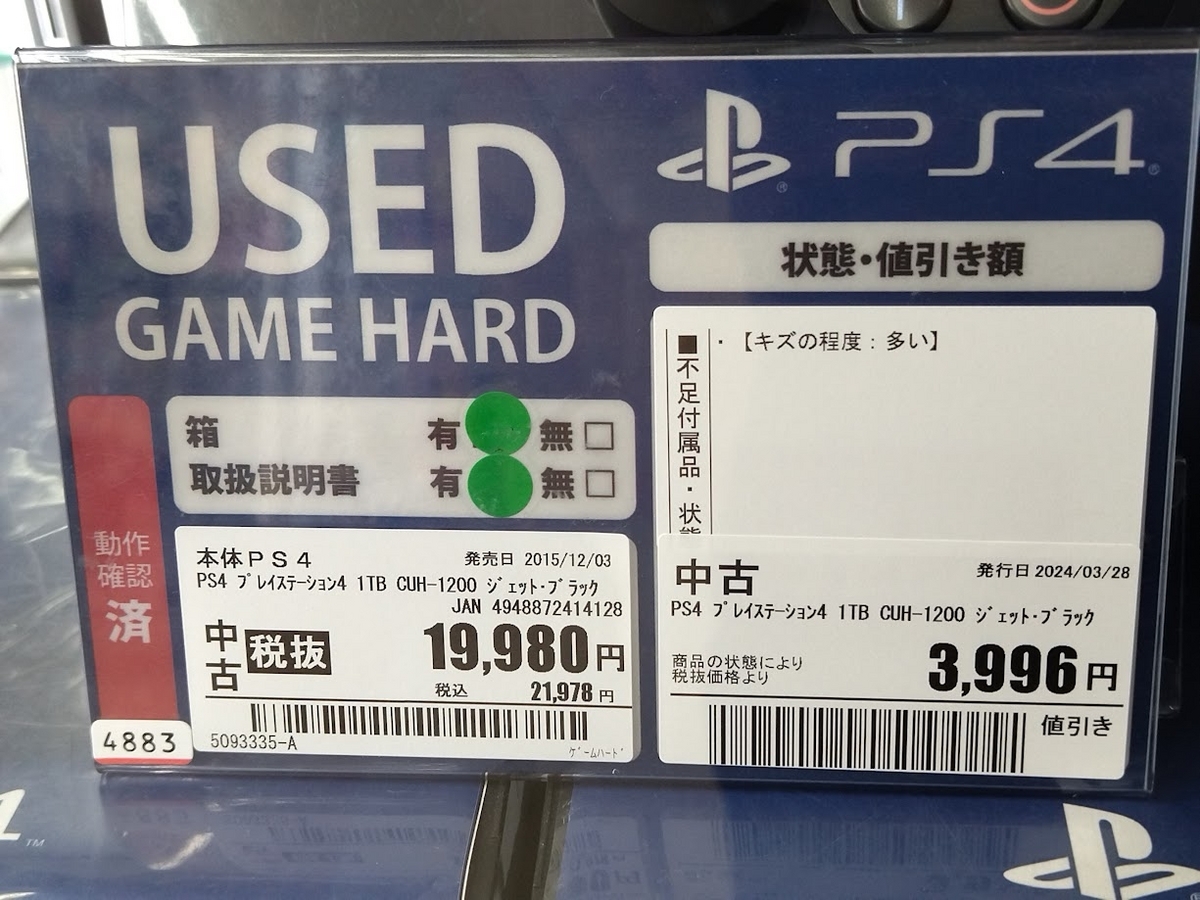 USED
GAME HARD
PS4
状態・値引き額
箱 有 無□
取扱説明書 有 無□
動作
確認
済
4883
本体PS4 発売日 2015/12/03
PS4 プレイステーション4 1TB CUH-1200 ジェット・ブラック
JAN 4948872414128
中古 税抜 19,980円
税込 21,978円
5093335-A
ゲームハード
■不足付属品・状態
・【キズの程度：多い】
中古 発行日 2024/03/28
PS4 プレイステーション4 1TB CUH-1200 ジェット・ブラック
商品の状態により
税抜価格より
3,996円
値引き